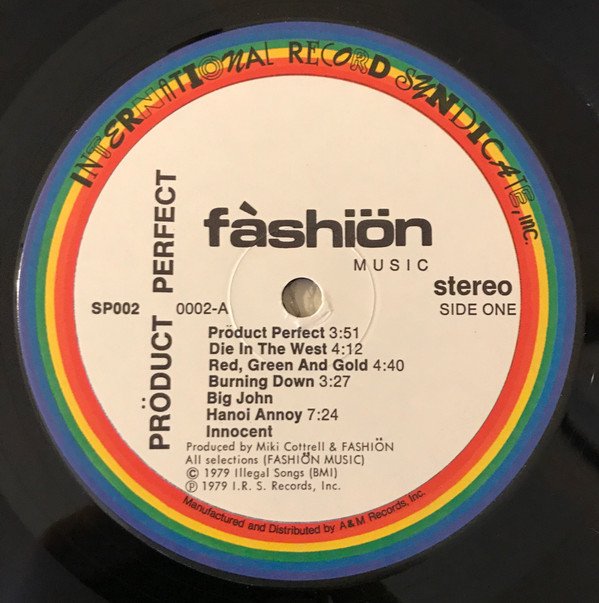 INTERNATIONAL RECORD SYNDICATE, INC.
PRÖDUCT PERFECT
fàshiön
MUSIC
stereo
SIDE ONE
SP002
0002-A
Pröduct Perfect 3:51
Die In The West 4:12
Red, Green And Gold 4:40
Burning Down 3:27
Big John
Hanoi Annoy 7:24
Innocent
Produced by Miki Cottrell & FASHIÖN
All selections (FASHIÖN MUSIC)
© 1979 Illegal Songs (BMI)
℗ 1979 I.R.S. Records, Inc.
Manufactured and Distributed by A&M Records, Inc.